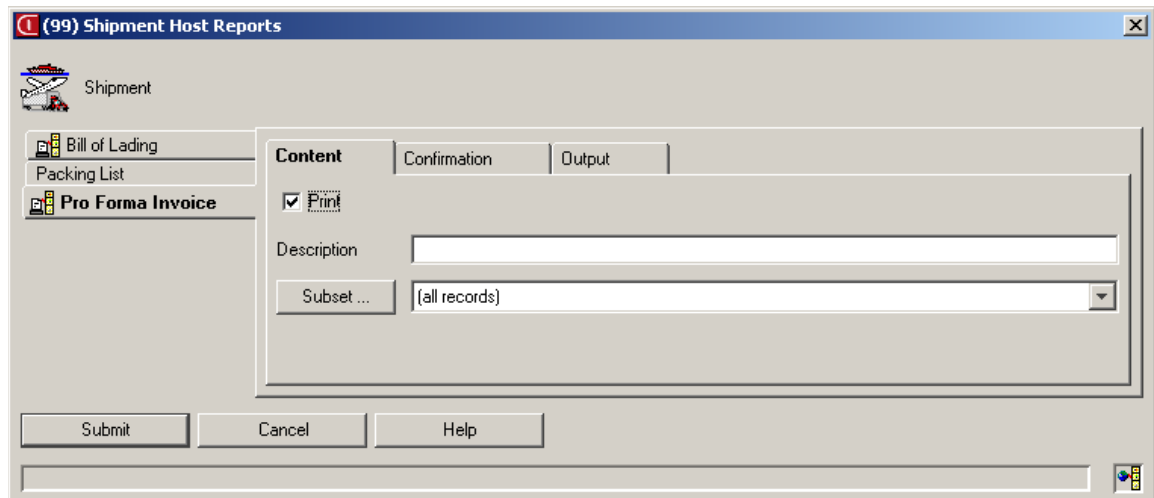 (99) Shipment Host Reports
Shipment
Bill of Lading
Packing List
Pro Forma Invoice
Content Confirmation Output
Print
Description
Subset ... (all records)
Submit Cancel Help